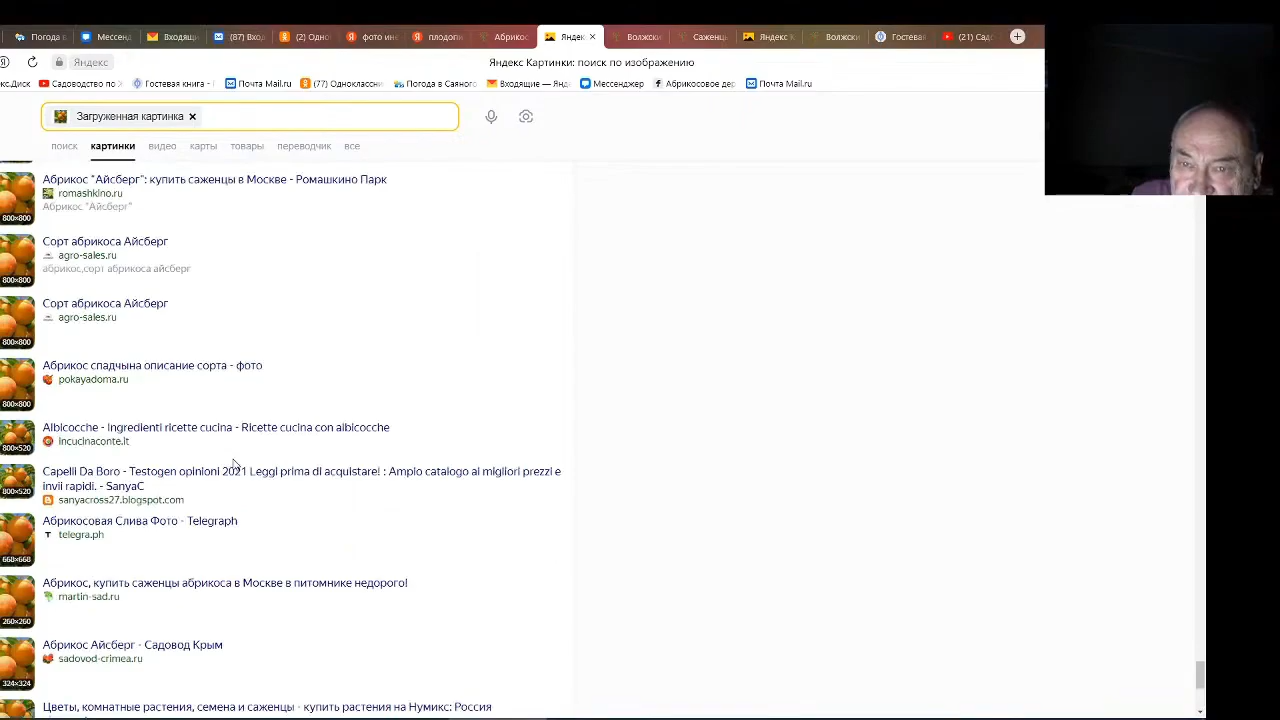 Погода в
Мессенд
Входящи
(87) Вход
(2) Одно
фото ине
плодопи
Абрикос
Яндек
Волжски
Саженц
Яндекс К
Волжски
Гостевая
(21) Сад
Яндекс
Яндекс Картинки: поиск по изображению
кс.Диск
Садоводство по
Гостевая книга -
Почта Mail.ru
(77) Одноклассни
Погода в Саяного
Входящие — Янд
Мессенджер
Абрикосовое дер
Почта Mail.ru
Загруженная картинка
поиск
картинки
видео
карты
товары
переводчик
все
Абрикос "Айсберг": купить саженцы в Москве - Ромашкино Парк
romashkino.ru
Абрикос "Айсберг"
800×800
Сорт абрикоса Айсберг
agro-sales.ru
абрикос,сорт абрикоса айсберг
800×800
Сорт абрикоса Айсберг
agro-sales.ru
800×800
Абрикос спадчына описание сорта - фото
pokayadoma.ru
800×800
Albicocche - Ingredienti ricette cucina - Ricette cucina con albicocche
incucinaconte.it
800×520
Capelli Da Boro - Testogen opinioni 2021 Leggi prima di acquistare! : Ampio catalogo ai migliori prezzi e
invii rapidi. - SanyaC
800×520
sanyacross27.blogspot.com
Абрикосовая Слива Фото - Telegraph
telegra.ph
668×668
Абрикос, купить саженцы абрикоса в Москве в питомнике недорого!
martin-sad.ru
260×260
Абрикос Айсберг - Садовод Крым
sadovod-crimea.ru
324×324
Цветы, комнатные растения, семена и саженцы - купить растения на Нумикс: Россия